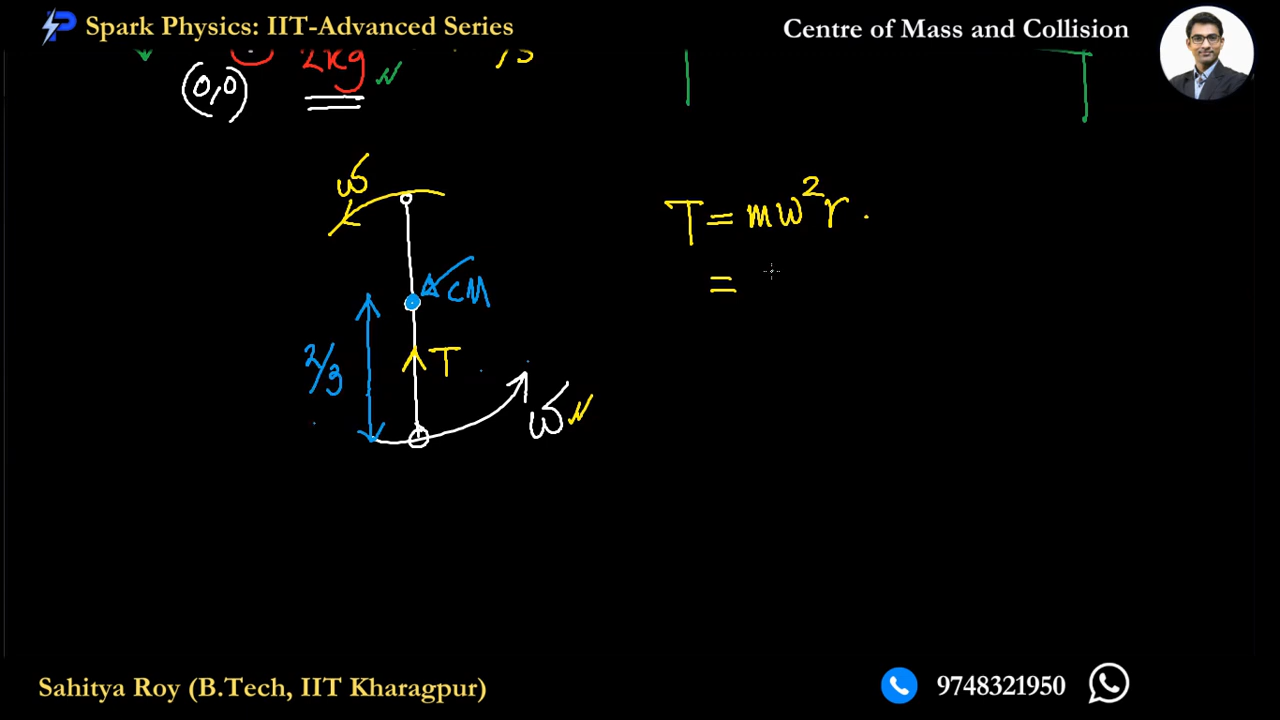 Spark Physics: IIT-Advanced Series
Centre of Mass and Collision
(0,0)
2kg
ω
CM
2/3
T
ω
T = mω²r.
=
Sahitya Roy (B.Tech, IIT Kharagpur)
9748321950